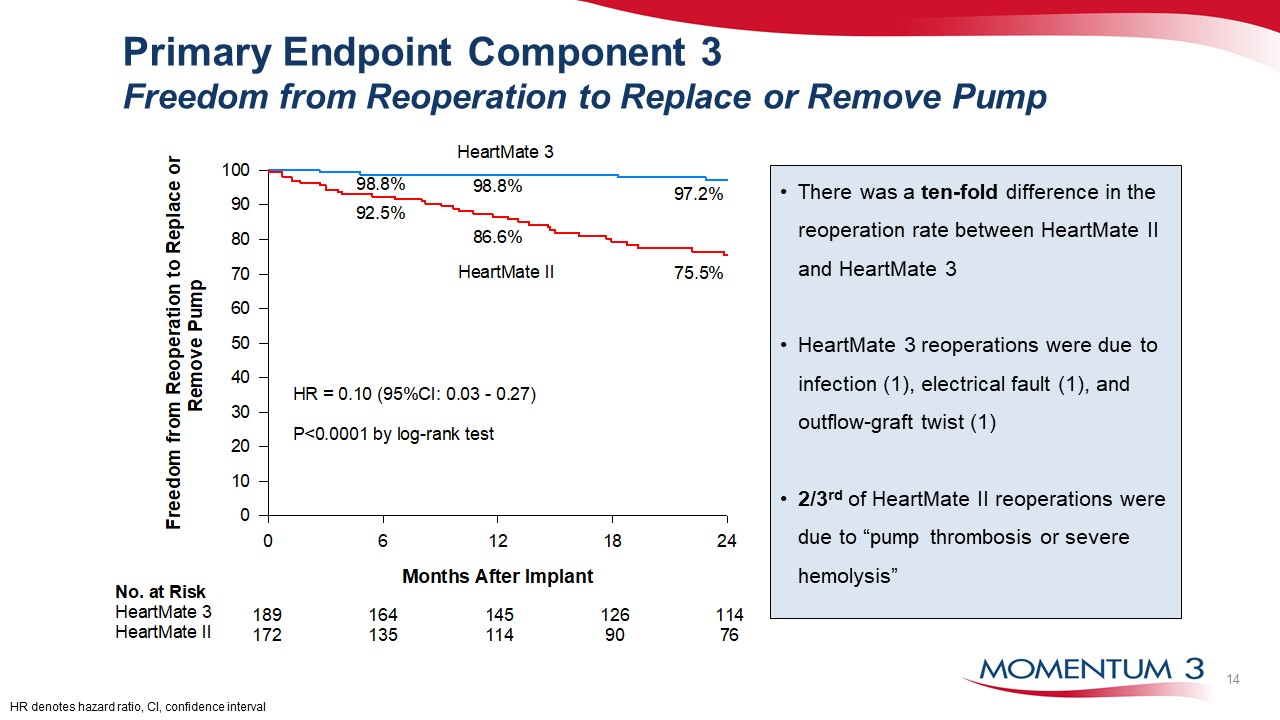 Primary Endpoint Component 3
Freedom from Reoperation to Replace or Remove Pump
Freedom from Reoperation to Replace or
Remove Pump
100
90
80
70
60
50
40
30
20
10
0
HeartMate 3
98.8%
98.8%
97.2%
92.5%
86.6%
HeartMate II
75.5%
HR = 0.10 (95%CI: 0.03 - 0.27)
P<0.0001 by log-rank test
0 6 12 18 24
Months After Implant
No. at Risk
HeartMate 3 189 164 145 126 114
HeartMate II 172 135 114 90 76
• There was a ten-fold difference in the
reoperation rate between HeartMate II
and HeartMate 3
• HeartMate 3 reoperations were due to
infection (1), electrical fault (1), and
outflow-graft twist (1)
• 2/3rd of HeartMate II reoperations were
due to “pump thrombosis or severe
hemolysis”
MOMENTUM 3
14
HR denotes hazard ratio, CI, confidence interval